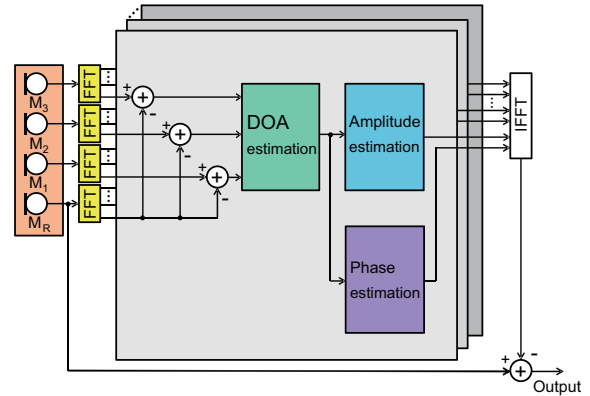 M3
M2
M1
MR
FFT
FFT
FFT
FFT
+
-
+
-
+
-
DOA
estimation
Amplitude
estimation
Phase
estimation
IFFT
+
-
Output